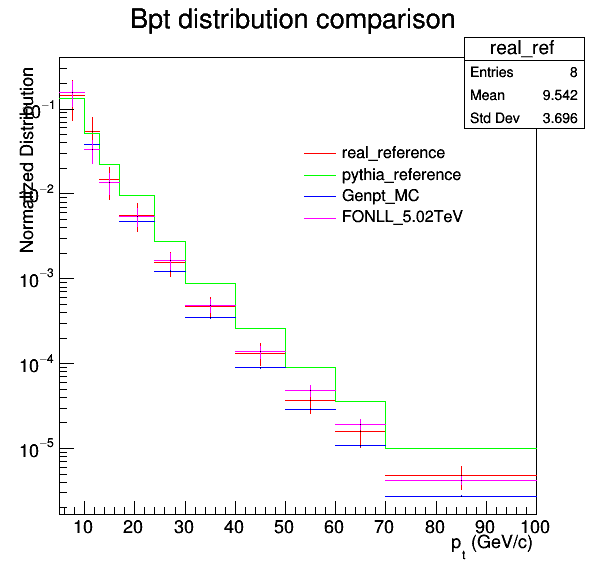 Bpt distribution comparison
real_ref
Entries 8
Mean 9.542
Std Dev 3.696
real_reference
pythia_reference
Genpt_MC
FONLL_5.02TeV
Normalized Distribution
10−1
10−2
10−3
10−4
10−5
10 20 30 40 50 60 70 80 90 100
pt (GeV/c)